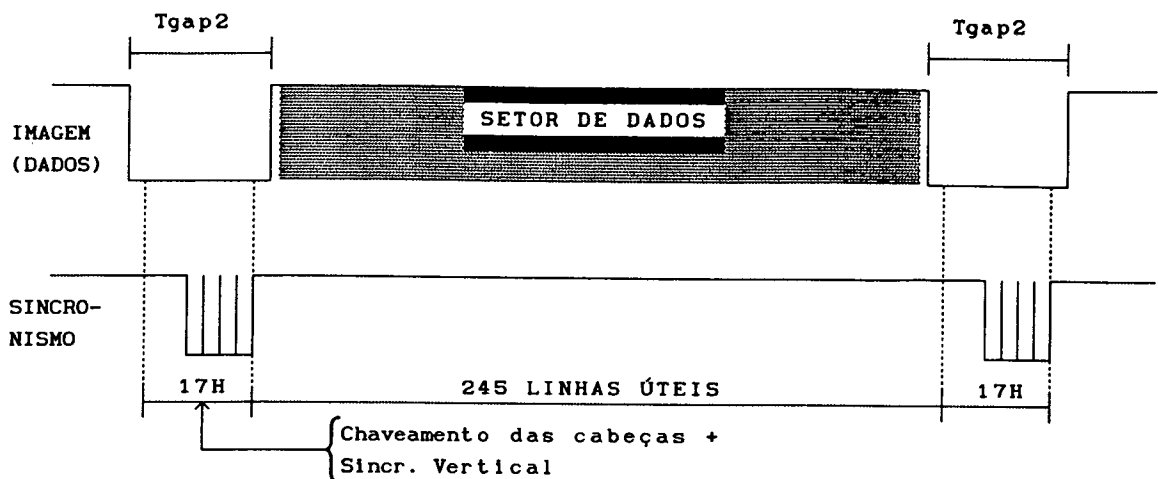 Tgap2
Tgap2
IMAGEM
(DADOS)
SETOR DE DADOS
SINCRO-
NISMO
17H
245 LINHAS ÚTEIS
17H
Chaveamento das cabeças +
Sincr. Vertical